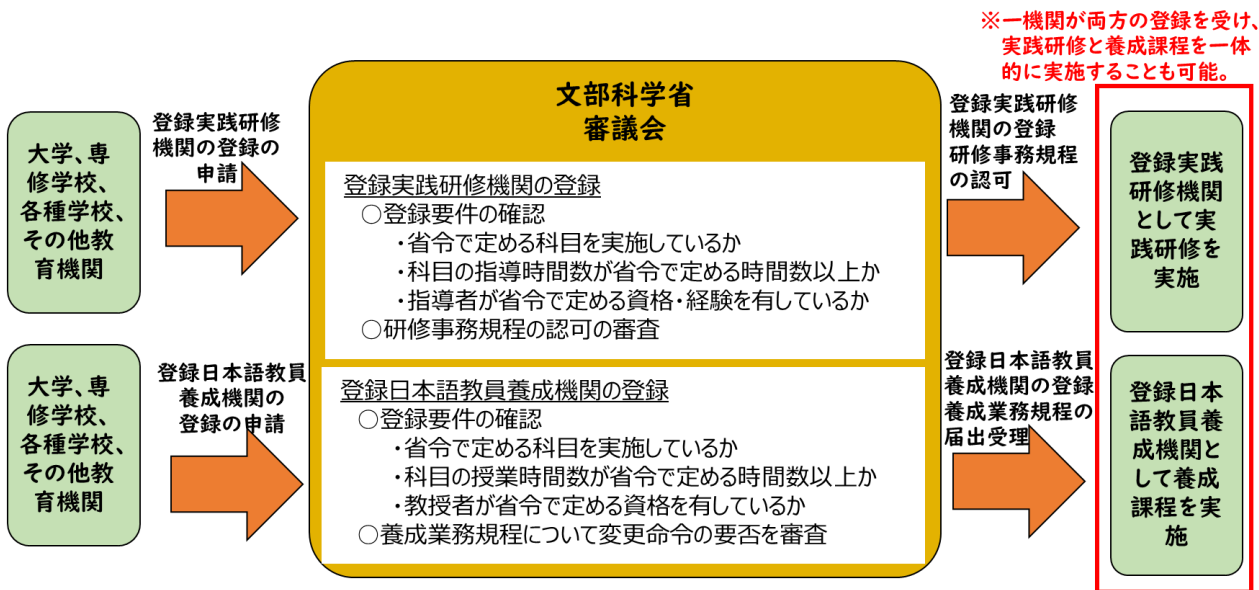 ※一機関が両方の登録を受け、
実践研修と養成課程を一体
的に実施することも可能。
大学、専
修学校、
各種学校、
その他教
育機関
登録実践研修
機関の登録の
申請
文部科学省
審議会
登録実践研修機関の登録
○登録要件の確認
・省令で定める科目を実施しているか
・科目の指導時間数が省令で定める時間数以上か
・指導者が省令で定める資格・経験を有しているか
○研修事務規程の認可の審査
登録実践研修
機関の登録
研修事務規程
の認可
登録実践
研修機関
として実
践研修を
実施
大学、専
修学校、
各種学校、
その他教
育機関
登録日本語教員
養成機関の
登録の申請
登録日本語教員養成機関の登録
○登録要件の確認
・省令で定める科目を実施しているか
・科目の授業時間数が省令で定める時間数以上か
・教授者が省令で定める資格を有しているか
○養成業務規程について変更命令の要否を審査
登録日本語教員
養成機関の登録
養成業務規程の
届出受理
登録日本
語教員養
成機関と
して養成
課程を実
施